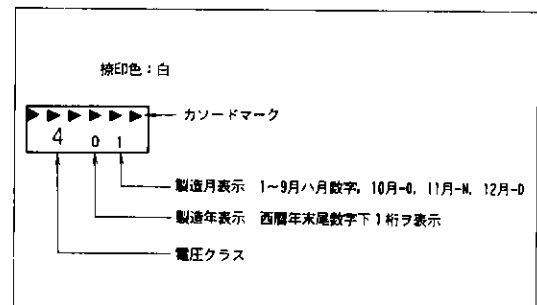 捺印色:白
カソードマーク
4 0 1
製造月表示 1~9月ハ月数字, 10月-O, 11月-N, 12月-D
製造年表示 西暦年末尾数字下1桁ヲ表示
電圧クラス